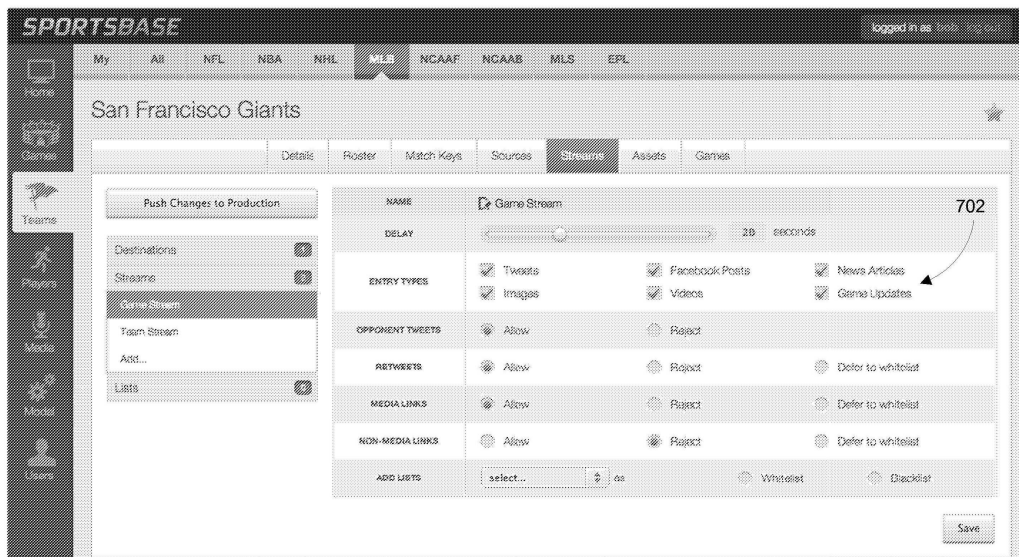 SPORTSBASE
logged in as bob log out
My All NFL NBA NHL MLB NCAAF NCAAB MLS EPL
Home
San Francisco Giants
Games
Details Roster Match Keys Sources Streams Assets Games
Teams
Push Changes to Production
NAME Game Stream
702
DELAY 20 seconds
Destinations 1
Streams
ENTRY TYPES Tweets Facebook Posts News Articles
Images Videos Game Updates
Players
Game Stream
Team Stream
OPPONENT TWEETS Allow Reject
Media
Add...
RETWEETS Allow Reject Defer to whitelist
Lists
Model
MEDIA LINKS Allow Reject Defer to whitelist
NON-MEDIA LINKS Allow Reject Defer to whitelist
Users
ADD LISTS select... as Whitelist Blacklist
Save